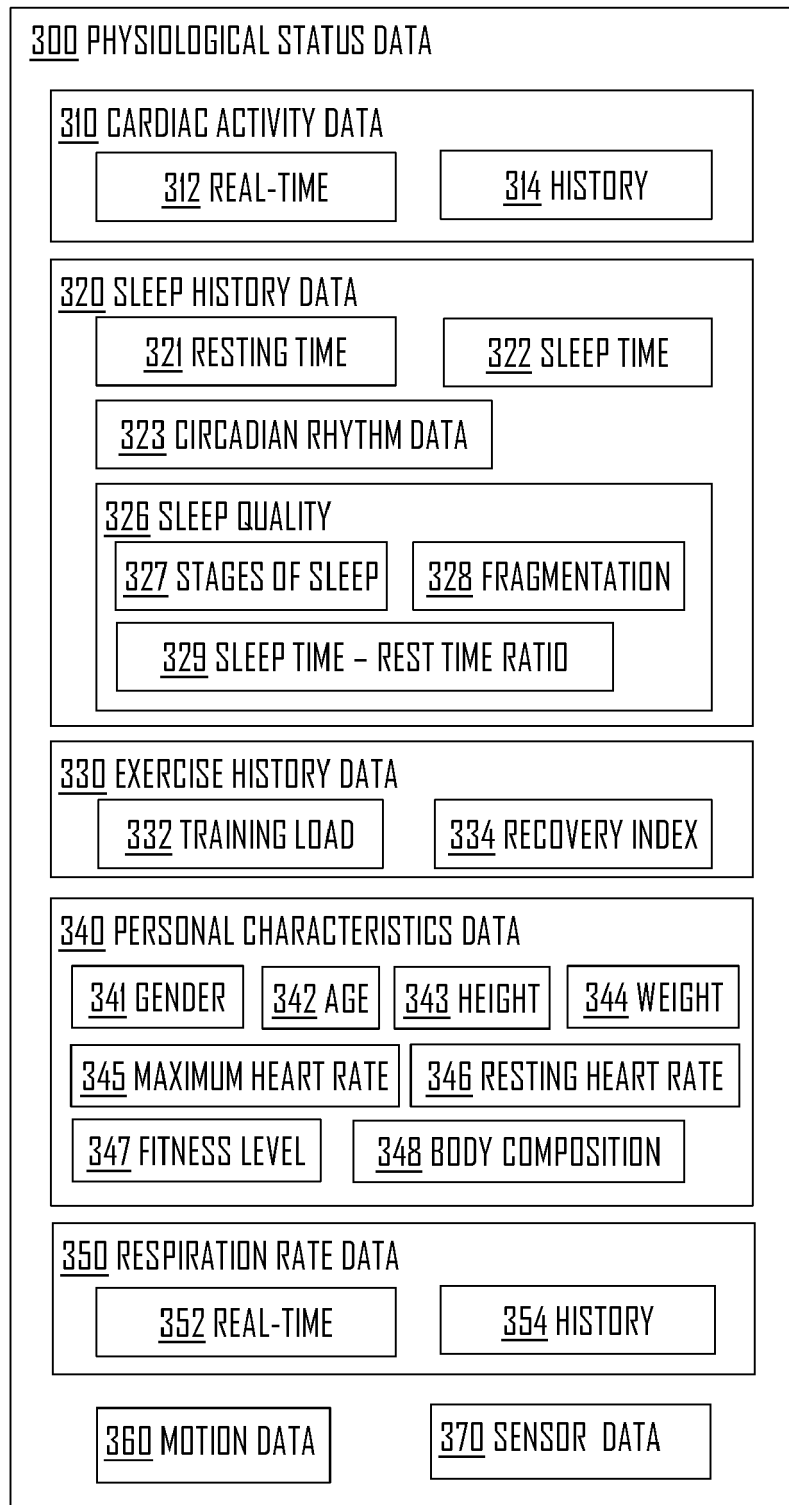 300 PHYSIOLOGICAL STATUS DATA
310 CARDIAC ACTIVITY DATA
312 REAL-TIME
314 HISTORY
320 SLEEP HISTORY DATA
321 RESTING TIME
322 SLEEP TIME
323 CIRCADIAN RHYTHM DATA
326 SLEEP QUALITY
327 STAGES OF SLEEP
328 FRAGMENTATION
329 SLEEP TIME – REST TIME RATIO
330 EXERCISE HISTORY DATA
332 TRAINING LOAD
334 RECOVERY INDEX
340 PERSONAL CHARACTERISTICS DATA
341 GENDER
342 AGE
343 HEIGHT
344 WEIGHT
345 MAXIMUM HEART RATE
346 RESTING HEART RATE
347 FITNESS LEVEL
348 BODY COMPOSITION
350 RESPIRATION RATE DATA
352 REAL-TIME
354 HISTORY
360 MOTION DATA
370 SENSOR DATA